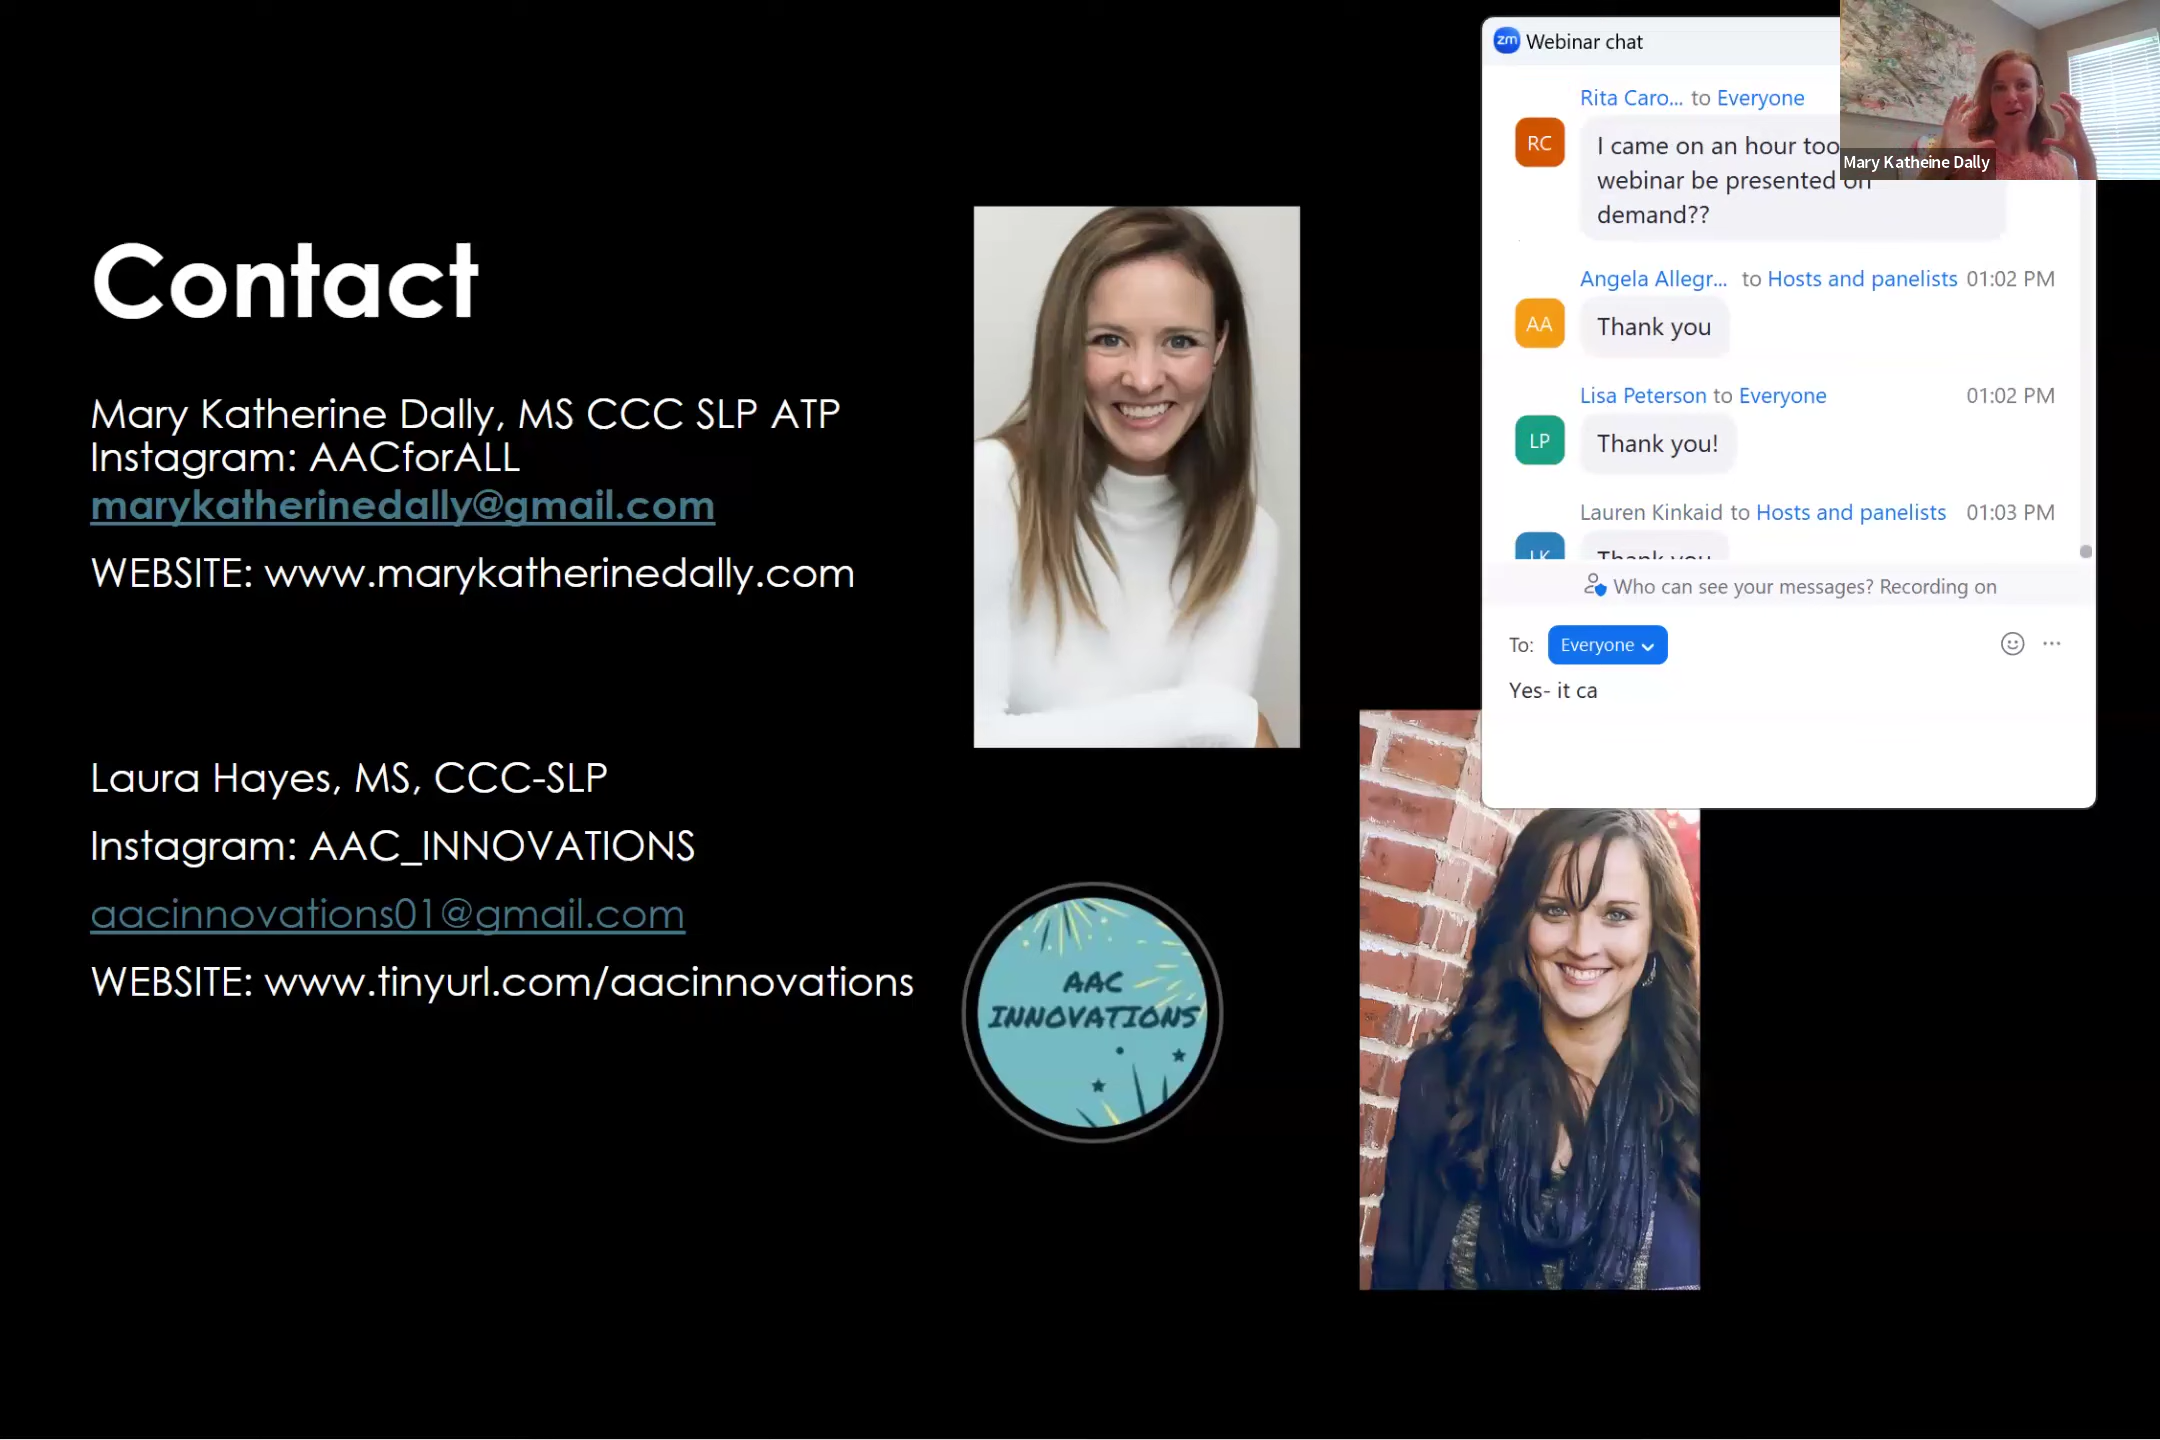 Contact
Mary Katherine Dally, MS CCC SLP ATP
Instagram: AACforALL
marykatherinedally@gmail.com
WEBSITE: www.marykatherinedally.com
Laura Hayes, MS, CCC-SLP
Instagram: AAC_INNOVATIONS
aacinnovations01@gmail.com
WEBSITE: www.tinyurl.com/aacinnovations
AAC
INNOVATIONS
zm Webinar chat
Rita Caro... to Everyone
RC
I came on an hour too
webinar be presented on
demand??
Angela Allegr... to Hosts and panelists 01:02 PM
AA
Thank you
Lisa Peterson to Everyone 01:02 PM
LP
Thank you!
Lauren Kinkaid to Hosts and panelists 01:03 PM
LK
Thank you
Who can see your messages? Recording on
To: Everyone
Yes- it ca
Mary Katheine Dally